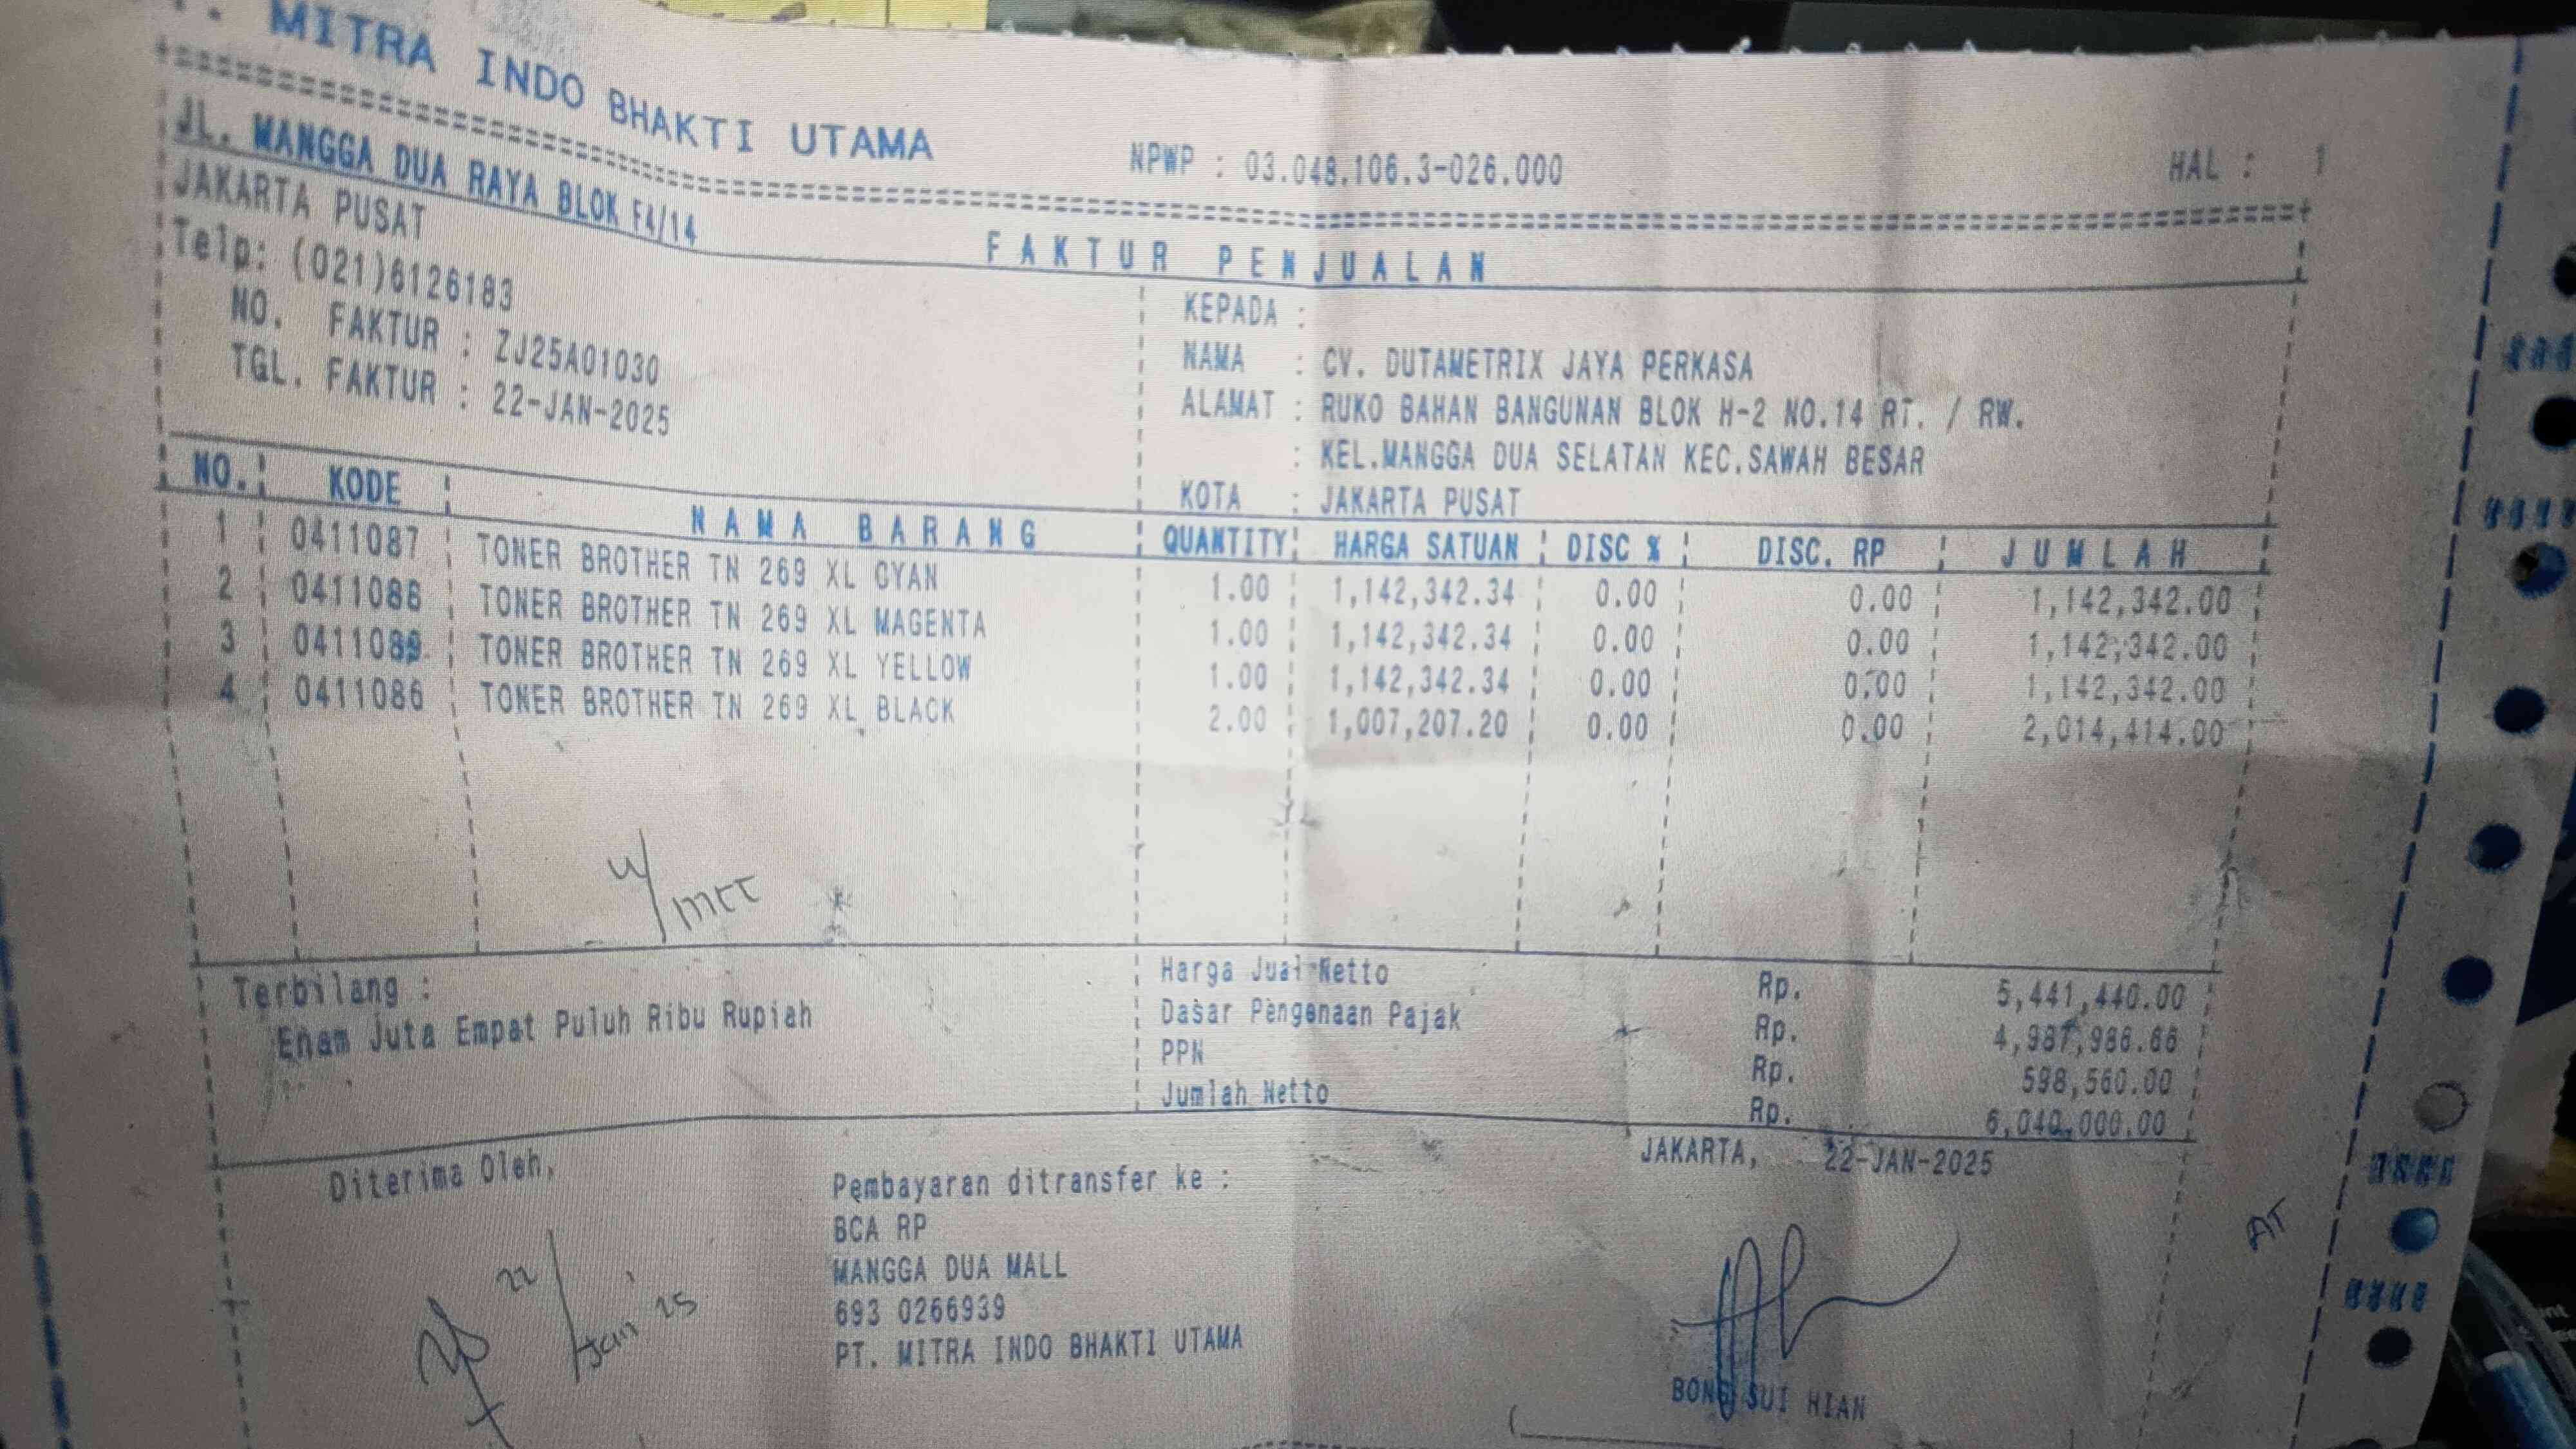 MITRA INDO BHAKTI UTAMA
NPWP : 03.048.106.3-026.000
HAL : 1
JL. MANGGA DUA RAYA BLOK F4/14
JAKARTA PUSAT
Telp: (021)6126183
FAKTUR PENJUALAN
NO. FAKTUR : ZJ25A01030
TGL. FAKTUR : 22-JAN-2025
KEPADA :
NAMA : CV. DUTAMETRIX JAYA PERKASA
ALAMAT : RUKO BAHAN BANGUNAN BLOK H-2 NO.14 RT. / RW.
: KEL.MANGGA DUA SELATAN KEC.SAWAH BESAR
KOTA : JAKARTA PUSAT
NO. KODE NAMA BARANG QUANTITY HARGA SATUAN DISC % DISC. RP JUMLAH
1 0411087 TONER BROTHER TN 269 XL CYAN 1.00 1,142,342.34 0.00 0.00 1,142,342.00
2 0411088 TONER BROTHER TN 269 XL MAGENTA 1.00 1,142,342.34 0.00 0.00 1,142,342.00
3 0411089 TONER BROTHER TN 269 XL YELLOW 1.00 1,142,342.34 0.00 0.00 1,142,342.00
4 0411086 TONER BROTHER TN 269 XL BLACK 2.00 1,007,207.20 0.00 0.00 2,014,414.00
Terbilang :
Enam Juta Empat Puluh Ribu Rupiah
Harga Jual Netto Rp. 5,441,440.00
Dasar Pengenaan Pajak Rp. 4,987,986.66
PPN Rp. 598,560.00
Jumlah Netto Rp. 6,040,000.00
JAKARTA, 22-JAN-2025
Diterima Oleh,
22/Jan' 25
Pembayaran ditransfer ke :
BCA RP
MANGGA DUA MALL
693 0266939
PT. MITRA INDO BHAKTI UTAMA
BONG SUI HIAN
AT